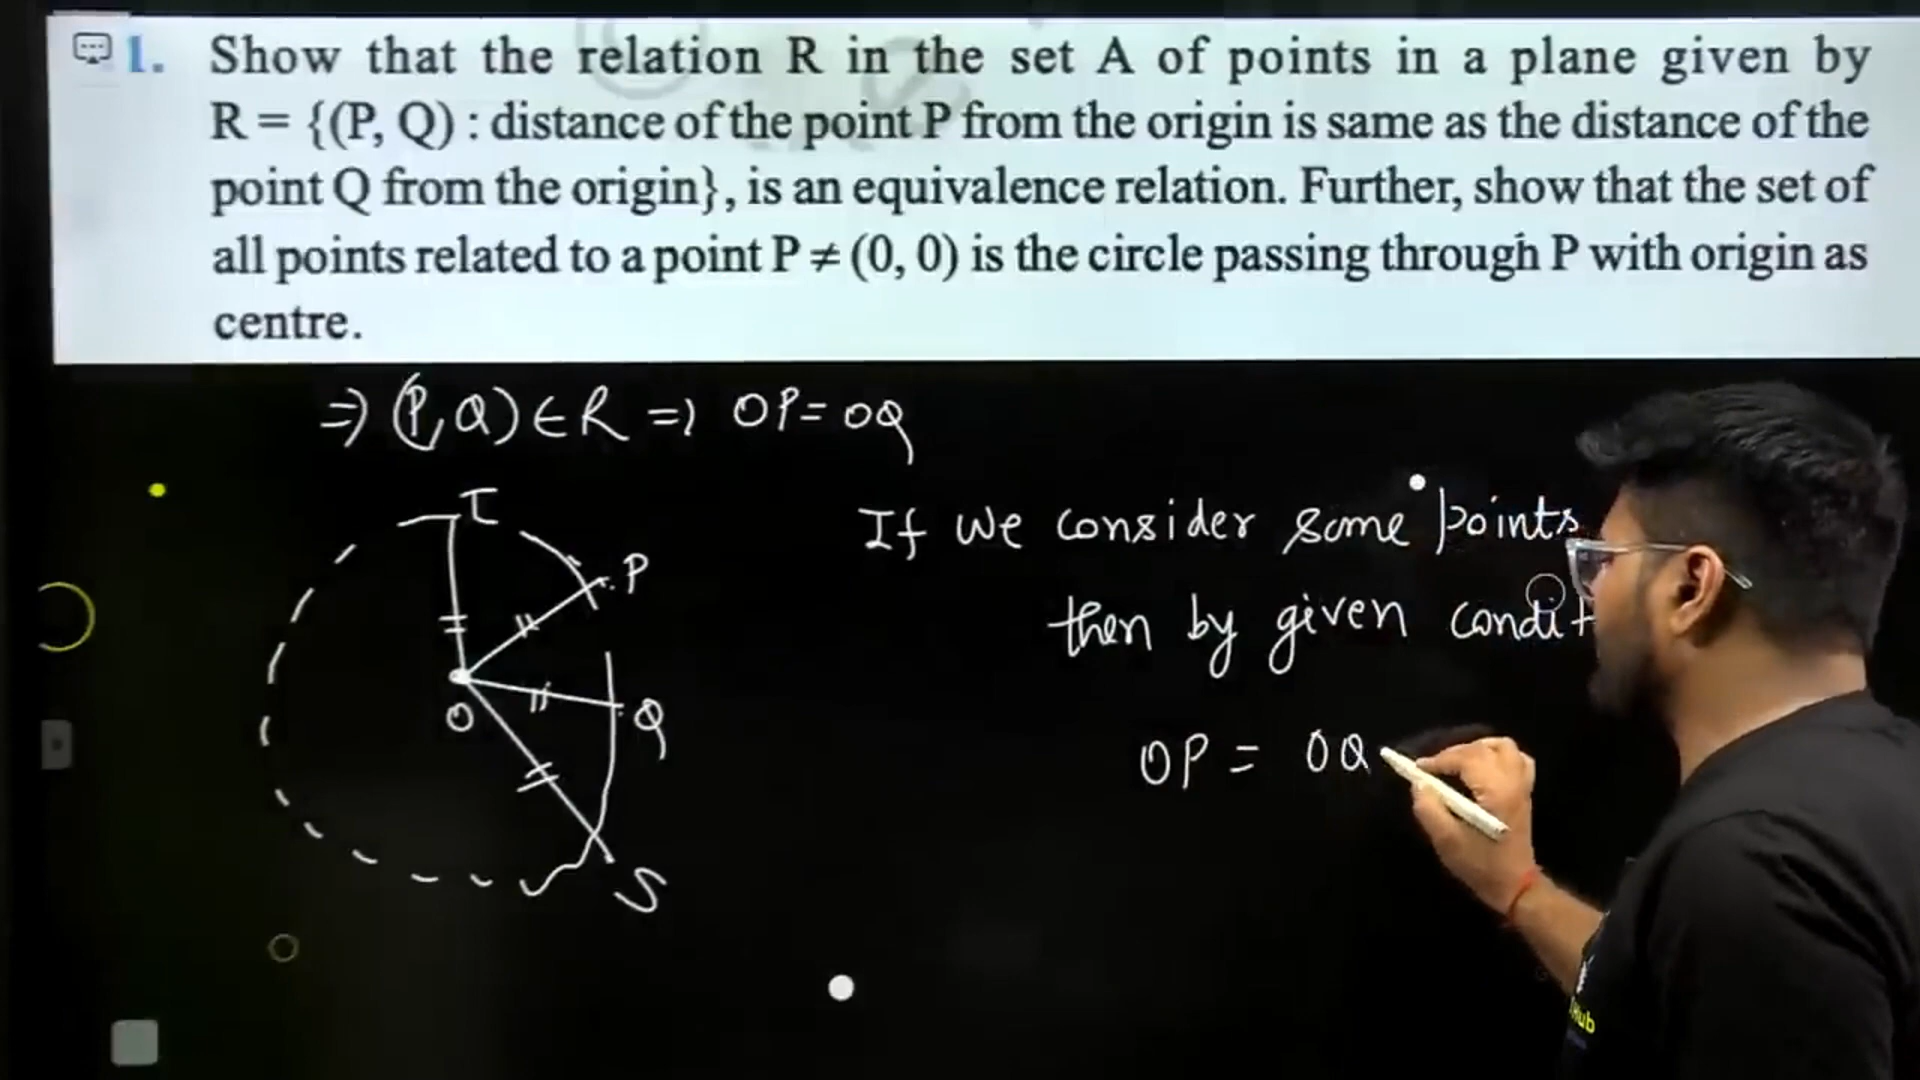 1. Show that the relation R in the set A of points in a plane given by
R = {(P, Q) : distance of the point P from the origin is same as the distance of the
point Q from the origin}, is an equivalence relation. Further, show that the set of
all points related to a point P ≠ (0, 0) is the circle passing through P with origin as
centre.
⇒ (P, Q) ∈ R ⇒ OP = OQ
T
P
O
Q
S
If we consider some points
then by given condit
OP = OQ
Hub